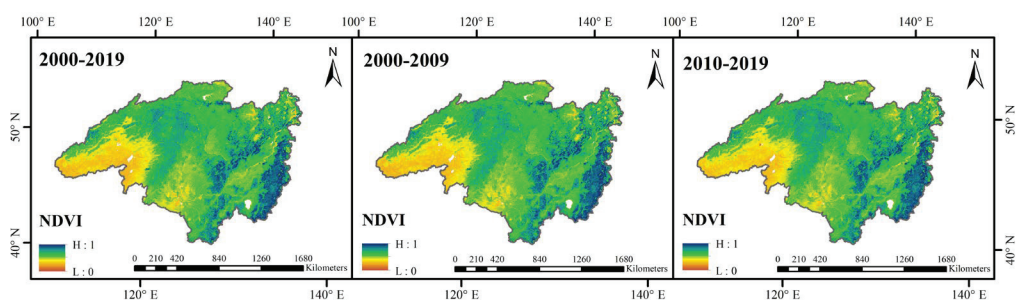 100° E 120° E 140° E 100° E 120° E 140° E 100° E 120° E 140° E
2000-2019 N 2000-2009 N 2010-2019 N
50° N 50° N
NDVI NDVI NDVI
H : 1 H : 1 H : 1
L : 0 L : 0 L : 0
0 210 420 840 1260 1680 0 210 420 840 1260 1680 0 210 420 840 1260 1680
Kilometers Kilometers Kilometers
40° N 40° N
120° E 140° E 120° E 140° E 120° E 140° E